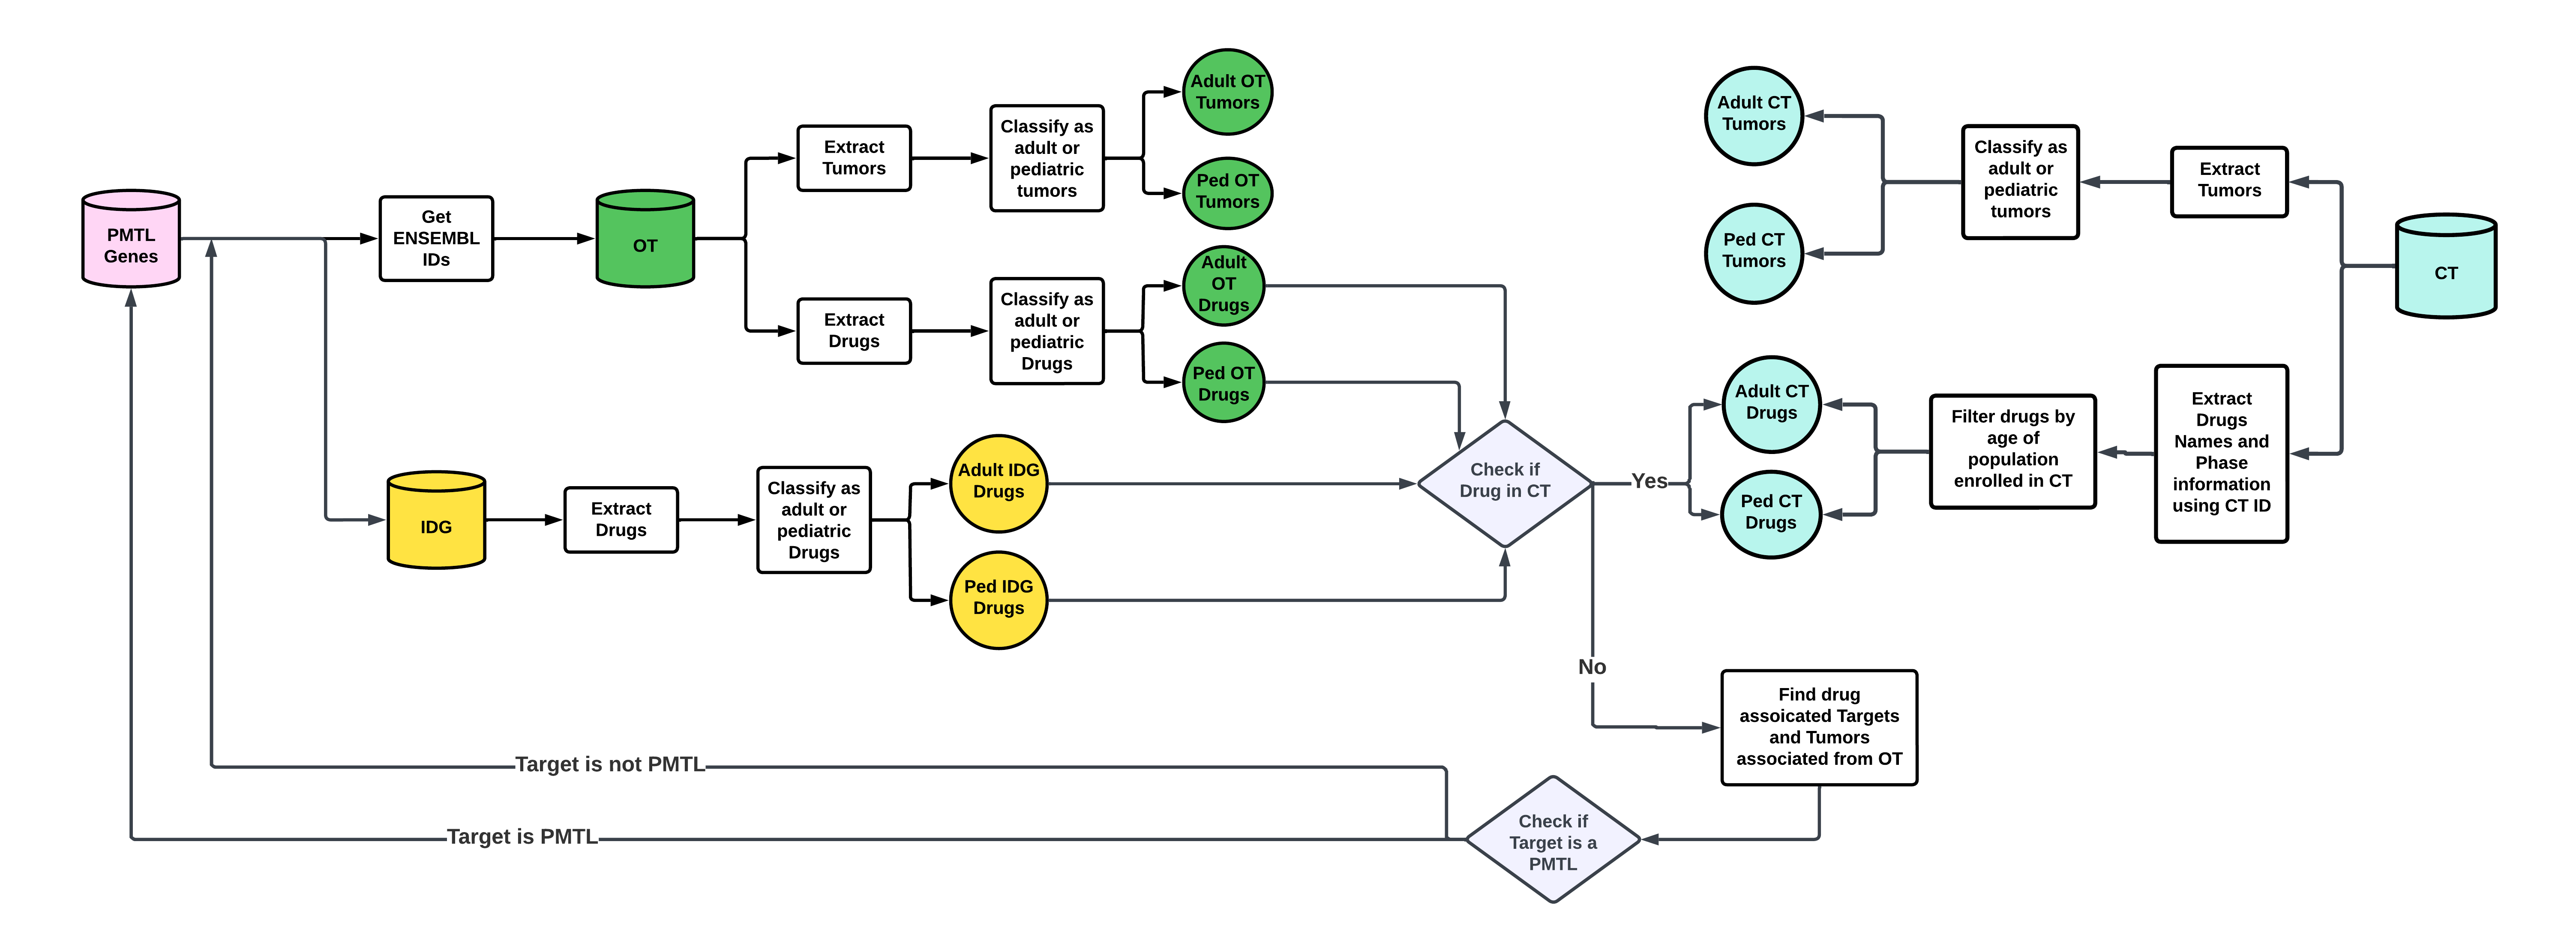 PMTL
Genes
Get
ENSEMBL
IDs
OT
Extract
Tumors
Classify as
adult or
pediatric
tumors
Adult OT
Tumors
Ped OT
Tumors
Extract
Drugs
Classify as
adult or
pediatric
Drugs
Adult
OT
Drugs
Ped OT
Drugs
IDG
Extract
Drugs
Classify as
adult or
pediatric
Drugs
Adult IDG
Drugs
Ped IDG
Drugs
Check if
Drug in CT
Yes
No
Adult CT
Tumors
Ped CT
Tumors
Classify as
adult or
pediatric
tumors
Extract
Tumors
CT
Adult CT
Drugs
Ped CT
Drugs
Filter drugs by
age of
population
enrolled in CT
Extract
Drugs
Names and
Phase
information
using CT ID
Find drug
assoicated Targets
and Tumors
associated from OT
Check if
Target is a
PMTL
Target is not PMTL
Target is PMTL